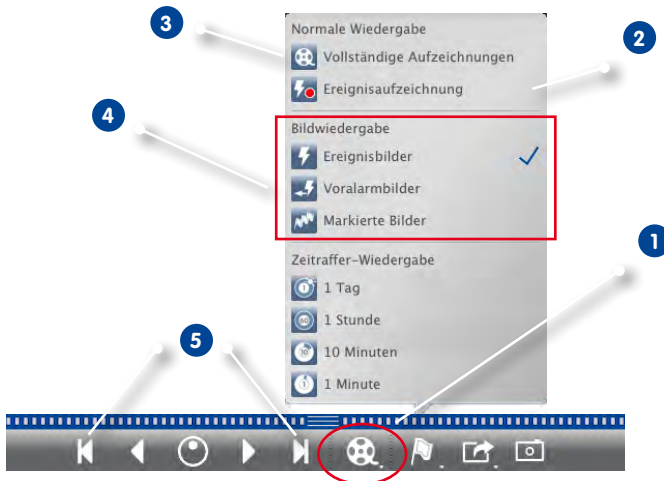 3
Normale Wiedergabe
2
Vollständige Aufzeichnungen
Ereignisaufzeichnung
4
Bildwiedergabe
Ereignisbilder
Voralarmbilder
Markierte Bilder
1
Zeitraffer-Wiedergabe
1 Tag
1 Stunde
10 Minuten
1 Minute
5